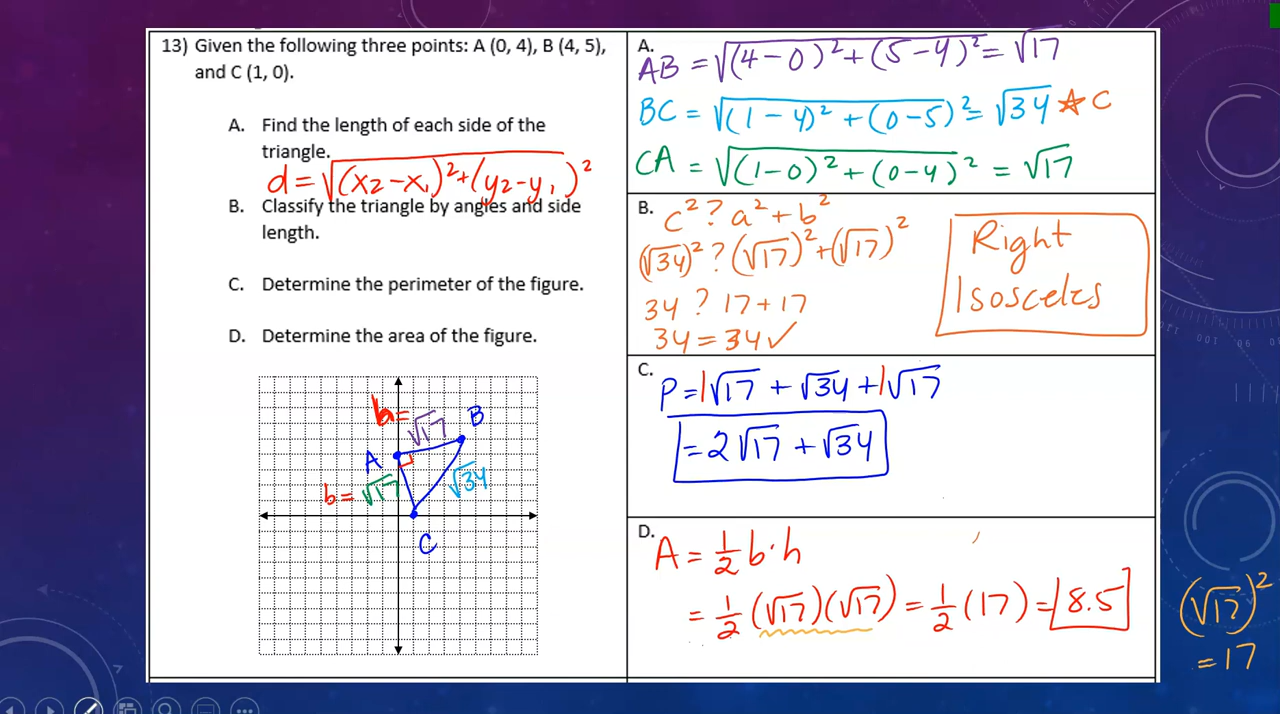 13) Given the following three points: A (0, 4), B (4, 5),
and C (1, 0).
A. Find the length of each side of the
triangle.
d = √(x₂ - x₁)² + (y₂ - y₁)²
B. Classify the triangle by angles and side
length.
C. Determine the perimeter of the figure.
D. Determine the area of the figure.
h = √17
B
A
b = √17
√34
C
A.
AB = √(4 - 0)² + (5 - 4)² = √17
BC = √(1 - 4)² + (0 - 5)² = √34 ★ C
CA = √(1 - 0)² + (0 - 4)² = √17
B.
c² ? a² + b²
(√34)² ? (√17)² + (√17)²
34 ? 17 + 17
34 = 34 ✓
Right
Isosceles
C.
P = 1√17 + √34 + 1√17
= 2√17 + √34
D.
A = 1/2 b · h
= 1/2 (√17)(√17) = 1/2 (17) = 8.5
(√17)²
= 17